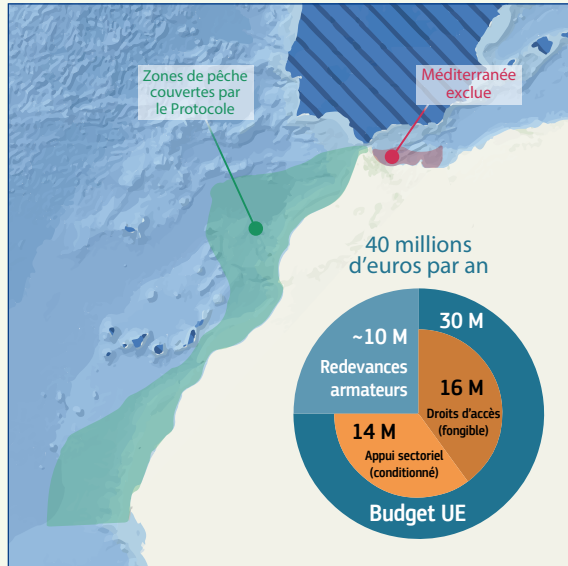 Zones de pêche
couvertes par
le Protocole
Méditerranée
exclue
40 millions
d'euros par an
~10 M
Redevances
armateurs
30 M
16 M
Droits d'accès
(fongible)
14 M
Appui sectoriel
(conditionné)
Budget UE